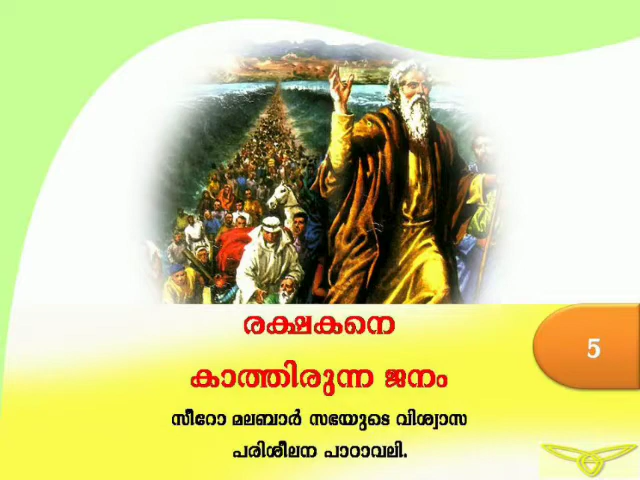 രക്ഷകനെ
കാത്തിരുന്ന ജനം
5
സീറോ മലബാർ സഭയുടെ വിശ്വാസ
പരിശീലന പാഠാവലി.